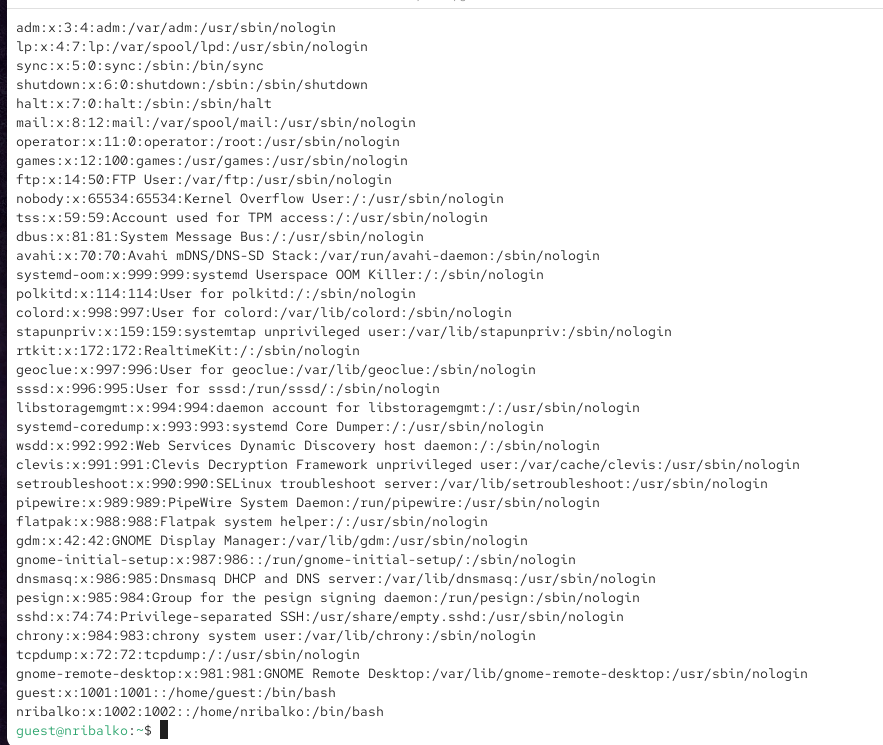 adm:x:3:4:adm:/var/adm:/usr/sbin/nologin
lp:x:4:7:lp:/var/spool/lpd:/usr/sbin/nologin
sync:x:5:0:sync:/sbin:/bin/sync
shutdown:x:6:0:shutdown:/sbin:/sbin/shutdown
halt:x:7:0:halt:/sbin:/sbin/halt
mail:x:8:12:mail:/var/spool/mail:/usr/sbin/nologin
operator:x:11:0:operator:/root:/usr/sbin/nologin
games:x:12:100:games:/usr/games:/usr/sbin/nologin
ftp:x:14:50:FTP User:/var/ftp:/usr/sbin/nologin
nobody:x:65534:65534:Kernel Overflow User:/:/usr/sbin/nologin
tss:x:59:59:Account used for TPM access:/:/usr/sbin/nologin
dbus:x:81:81:System Message Bus:/:/usr/sbin/nologin
avahi:x:70:70:Avahi mDNS/DNS-SD Stack:/var/run/avahi-daemon:/sbin/nologin
systemd-oom:x:999:999:systemd Userspace OOM Killer:/:/sbin/nologin
polkitd:x:114:114:User for polkitd:/:/sbin/nologin
colord:x:998:997:User for colord:/var/lib/colord:/sbin/nologin
stapunpriv:x:159:159:systemtap unprivileged user:/var/lib/stapunpriv:/sbin/nologin
rtkit:x:172:172:RealtimeKit:/:/sbin/nologin
geoclue:x:997:996:User for geoclue:/var/lib/geoclue:/sbin/nologin
sssd:x:996:995:User for sssd:/run/sssd/:/sbin/nologin
libstoragemgmt:x:994:994:daemon account for libstoragemgmt:/:/usr/sbin/nologin
systemd-coredump:x:993:993:systemd Core Dumper:/:/usr/sbin/nologin
wsdd:x:992:992:Web Services Dynamic Discovery host daemon:/:/sbin/nologin
clevis:x:991:991:Clevis Decryption Framework unprivileged user:/var/cache/clevis:/usr/sbin/nologin
setroubleshoot:x:990:990:SELinux troubleshoot server:/var/lib/setroubleshoot:/usr/sbin/nologin
pipewire:x:989:989:PipeWire System Daemon:/run/pipewire:/usr/sbin/nologin
flatpak:x:988:988:Flatpak system helper:/:/usr/sbin/nologin
gdm:x:42:42:GNOME Display Manager:/var/lib/gdm:/usr/sbin/nologin
gnome-initial-setup:x:987:986::/run/gnome-initial-setup/:/sbin/nologin
dnsmasq:x:986:985:Dnsmasq DHCP and DNS server:/var/lib/dnsmasq:/usr/sbin/nologin
pesign:x:985:984:Group for the pesign signing daemon:/run/pesign:/sbin/nologin
sshd:x:74:74:Privilege-separated SSH:/usr/share/empty.sshd:/usr/sbin/nologin
chrony:x:984:983:chrony system user:/var/lib/chrony:/sbin/nologin
tcpdump:x:72:72:tcpdump:/:/usr/sbin/nologin
gnome-remote-desktop:x:981:981:GNOME Remote Desktop:/var/lib/gnome-remote-desktop:/usr/sbin/nologin
guest:x:1001:1001::/home/guest:/bin/bash
nribalko:x:1002:1002::/home/nribalko:/bin/bash
guest@nribalko:~$